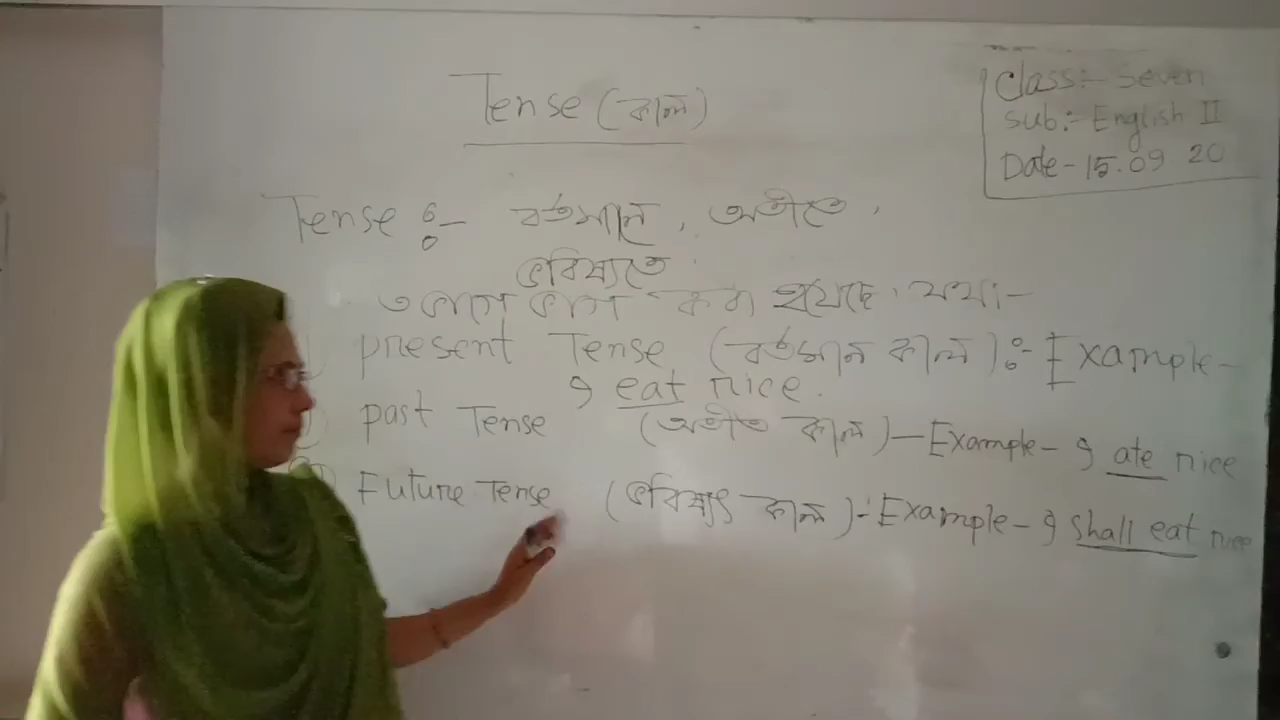 Tense (কাল)
Class:- Seven
Sub:- English II
Date- 15.09 20
Tense :- বর্তমান, অতীত,
ভবিষ্যত
৩ ভাগে ভাগ করা হয়েছে। যথা-
present Tense (বর্তমান কাল):- Example-
I eat rice.
past Tense (অতীত কাল)- Example- I ate rice
Future Tense (ভবিষ্যৎ কাল):- Example- I shall eat rice